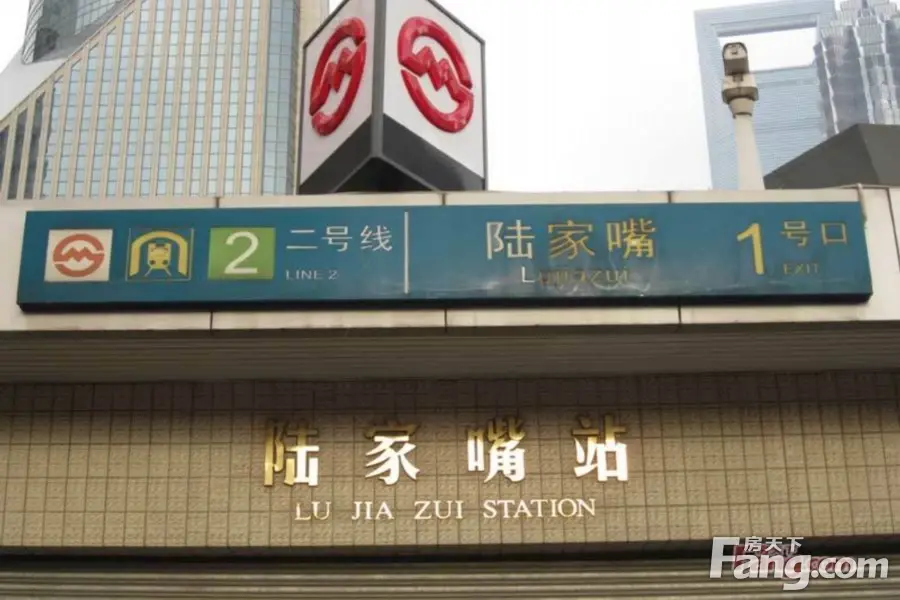 2 二号线 陆家嘴 1 号口
LINE 2 EXIT
陆家嘴站
LU JIA ZUI STATION
房天下
Fang.com